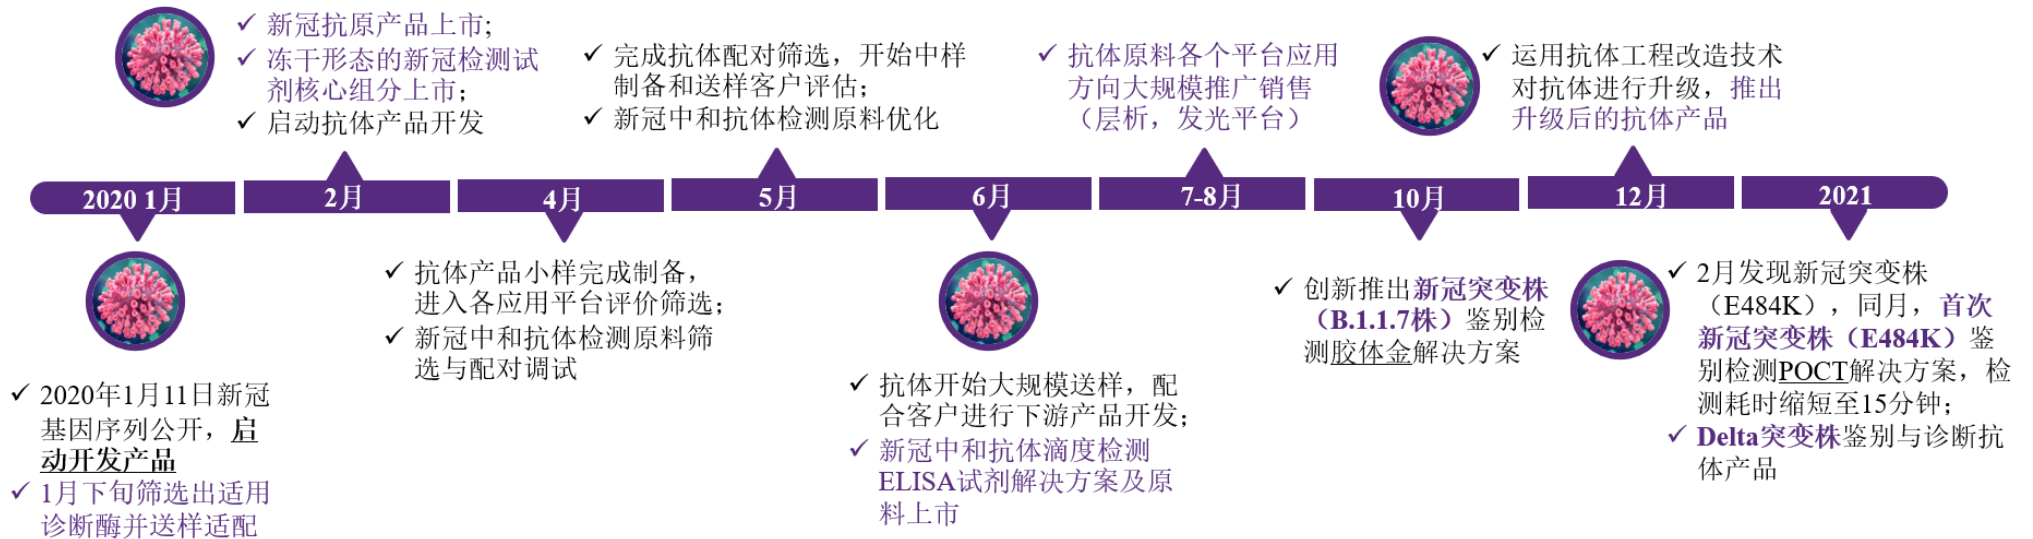 新冠抗原产品上市;
冻干形态的新冠检测试
剂核心组分上市;
启动抗体产品开发
完成抗体配对筛选，开始中样
制备和送样客户评估;
新冠中和抗体检测原料优化
抗体原料各个平台应用
方向大规模推广销售
（层析，发光平台）
运用抗体工程改造技术
对抗体进行升级，推出
升级后的抗体产品
2020 1月
2月
4月
5月
6月
7-8月
10月
12月
2021
2020年1月11日新冠
基因序列公开，启
动开发产品
1月下旬筛选出适用
诊断酶并送样适配
抗体产品小样完成制备，
进入各应用平台评价筛选;
新冠中和抗体检测原料筛
选与配对调试
抗体开始大规模送样，配
合客户进行下游产品开发;
新冠中和抗体滴度检测
ELISA试剂解决方案及原
料上市
创新推出新冠突变株
（B.1.1.7株）鉴别检
测胶体金解决方案
2月发现新冠突变株
（E484K），同月，首次
新冠突变株（E484K）鉴
别检测POCT解决方案，检
测耗时缩短至15分钟;
Delta突变株鉴别与诊断抗
体产品